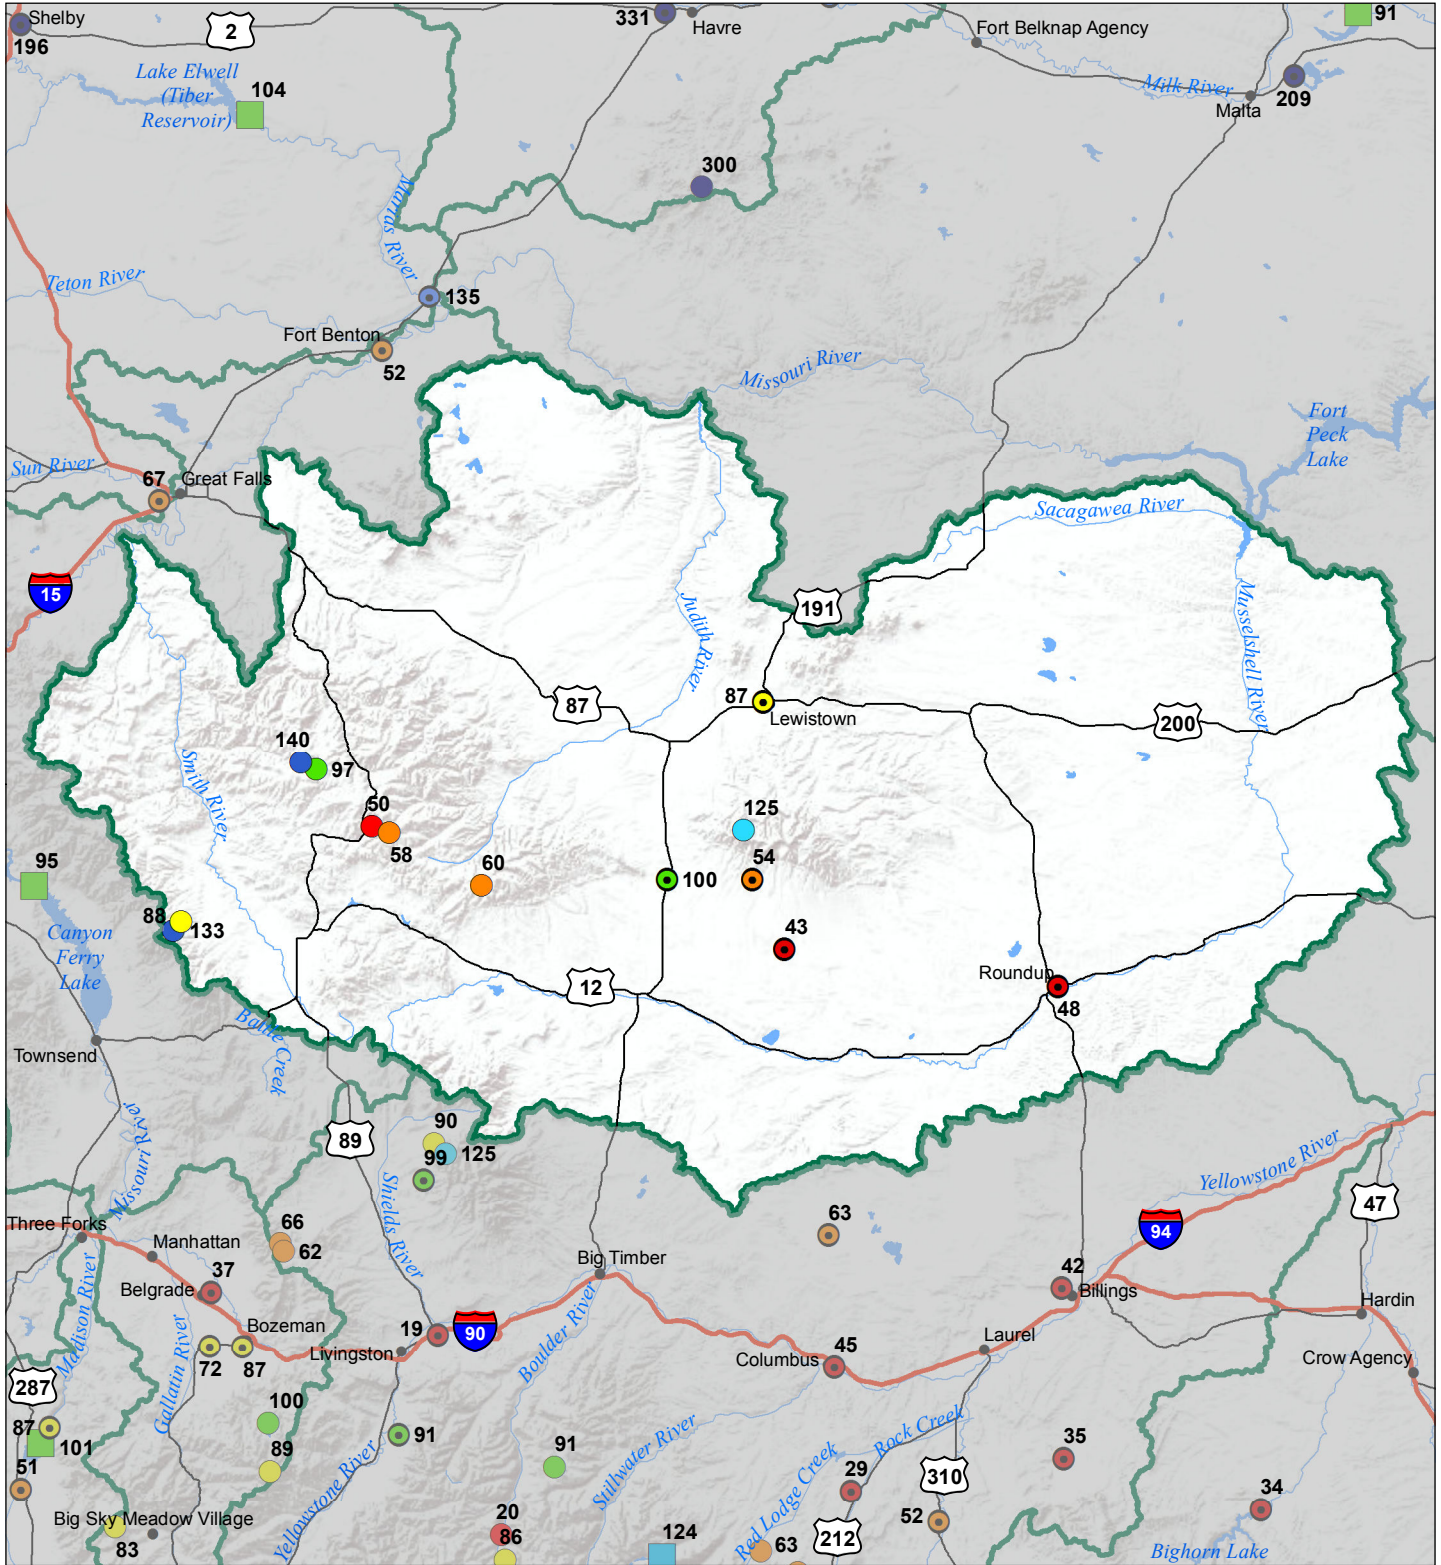 Shelby
196
2
331
Havre
Fort Belknap Agency
91
Lake Elwell
(Tiber
Reservoir)
104
Milk River
Malta
209
300
Marias River
Teton River
135
Fort Benton
52
Missouri River
Fort
Peck
Lake
Sun River
67
Great Falls
Sacagawea River
15
191
Judith River
Musselshell River
87
87
Lewistown
200
140
97
Smith River
50
58
125
60
54
100
95
88
133
43
Canyon
Ferry
Lake
12
Roundup
48
Battle Creek
Townsend
Missouri River
89
90
125
99
Shields River
Yellowstone River
47
Three Forks
66
62
Manhattan
63
94
Big Timber
Belgrade
37
42
Billings
Hardin
Madison River
Gallatin River
Bozeman
19
90
Boulder River
Livingston
72
87
Columbus
45
Laurel
Crow Agency
287
87
101
100
91
89
91
Stillwater River
Rock Creek
35
51
Yellowstone River
Red Lodge Creek
29
310
34
Big Sky Meadow Village
83
20
86
124
63
212
52
Bighorn Lake